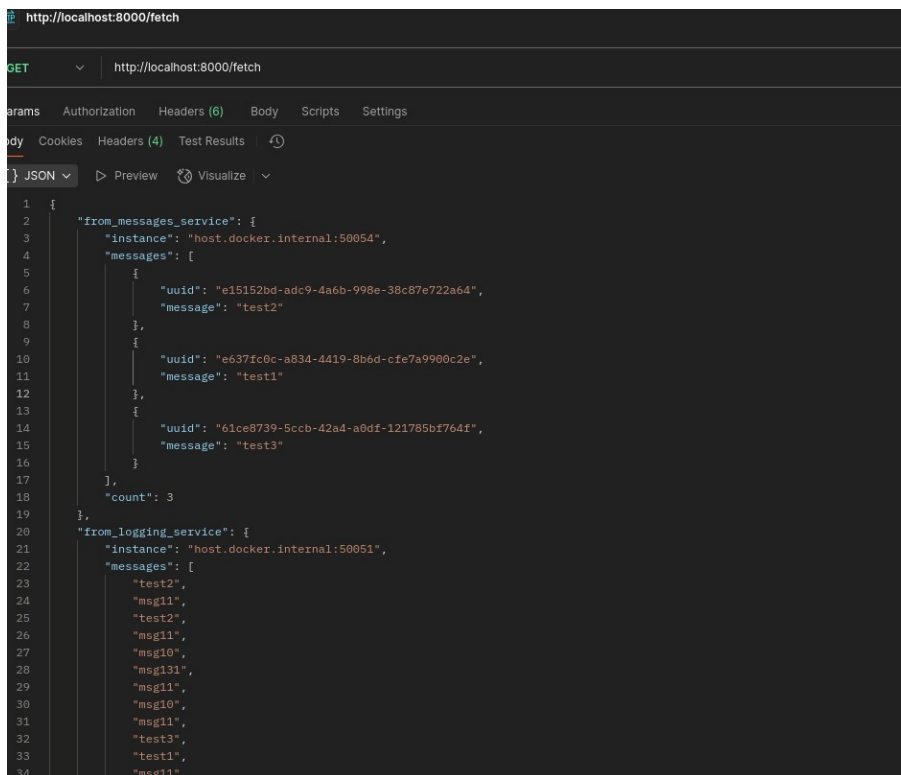 http://localhost:8000/fetch
GET http://localhost:8000/fetch
arams Authorization Headers (6) Body Scripts Settings
ody Cookies Headers (4) Test Results
{} JSON Preview Visualize
1 {
2 "from_messages_service": {
3 "instance": "host.docker.internal:50054",
4 "messages": [
5 {
6 "uuid": "e15152bd-adc9-4a6b-998e-38c87e722a64",
7 "message": "test2"
8 },
9 {
10 "uuid": "e637fc0c-a834-4419-8b6d-cfe7a9900c2e",
11 "message": "test1"
12 },
13 {
14 "uuid": "61ce8739-5ccb-42a4-a0df-121785bf764f",
15 "message": "test3"
16 }
17 ],
18 "count": 3
19 },
20 "from_logging_service": {
21 "instance": "host.docker.internal:50051",
22 "messages": [
23 "test2",
24 "msg11",
25 "test2",
26 "msg11",
27 "msg10",
28 "msg131",
29 "msg11",
30 "msg10",
31 "msg11",
32 "test3",
33 "test1",
34 "msg11"